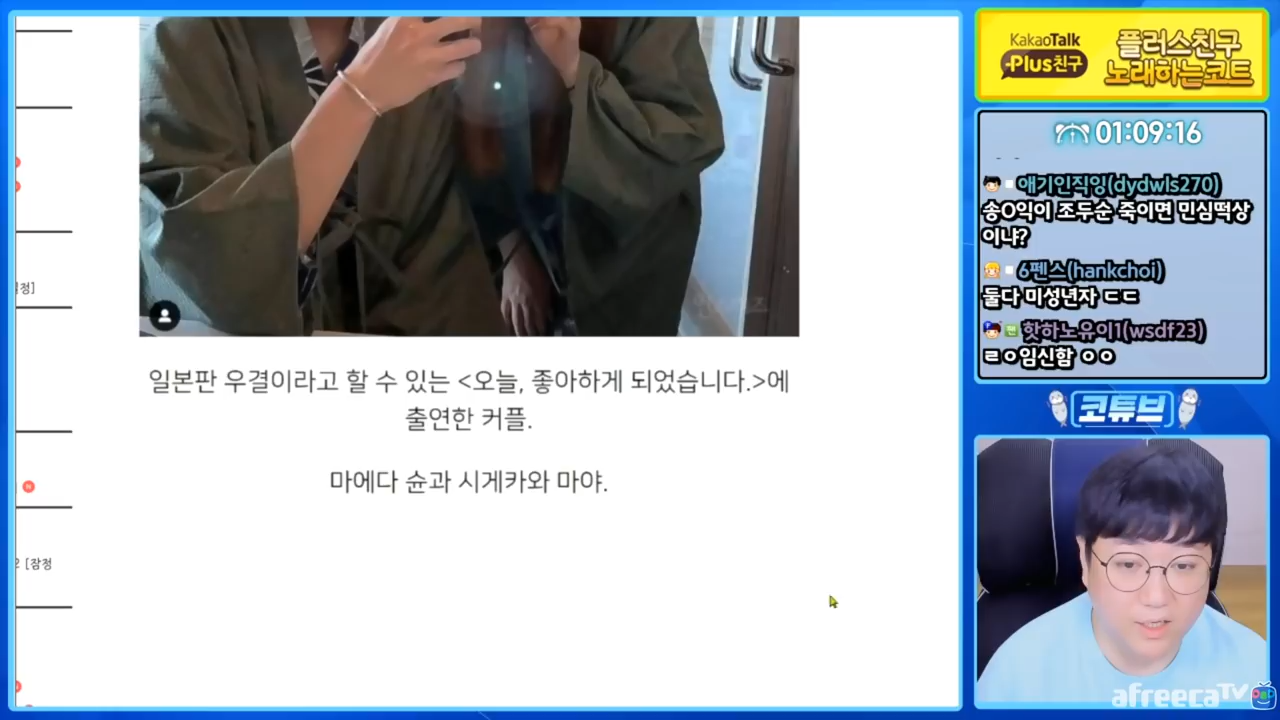 정]
2 [잠정
일본판 우결이라고 할 수 있는 <오늘, 좋아하게 되었습니다.>에
출연한 커플.
마에다 슌과 시게카와 마야.
KakaoTalk
Plus친구
플러스친구
노래하는코트
01:09:16
애기인직잉(dydwls270)
송O익이 조두순 죽이면 민심떡상
이냐?
6펜스(hankchoi)
둘다 미성년자 ㄷㄷ
팬 핫하노유이1(wsdf23)
ㄹㅇ임신함 ㅇㅇ
코튜브
afreecaTV